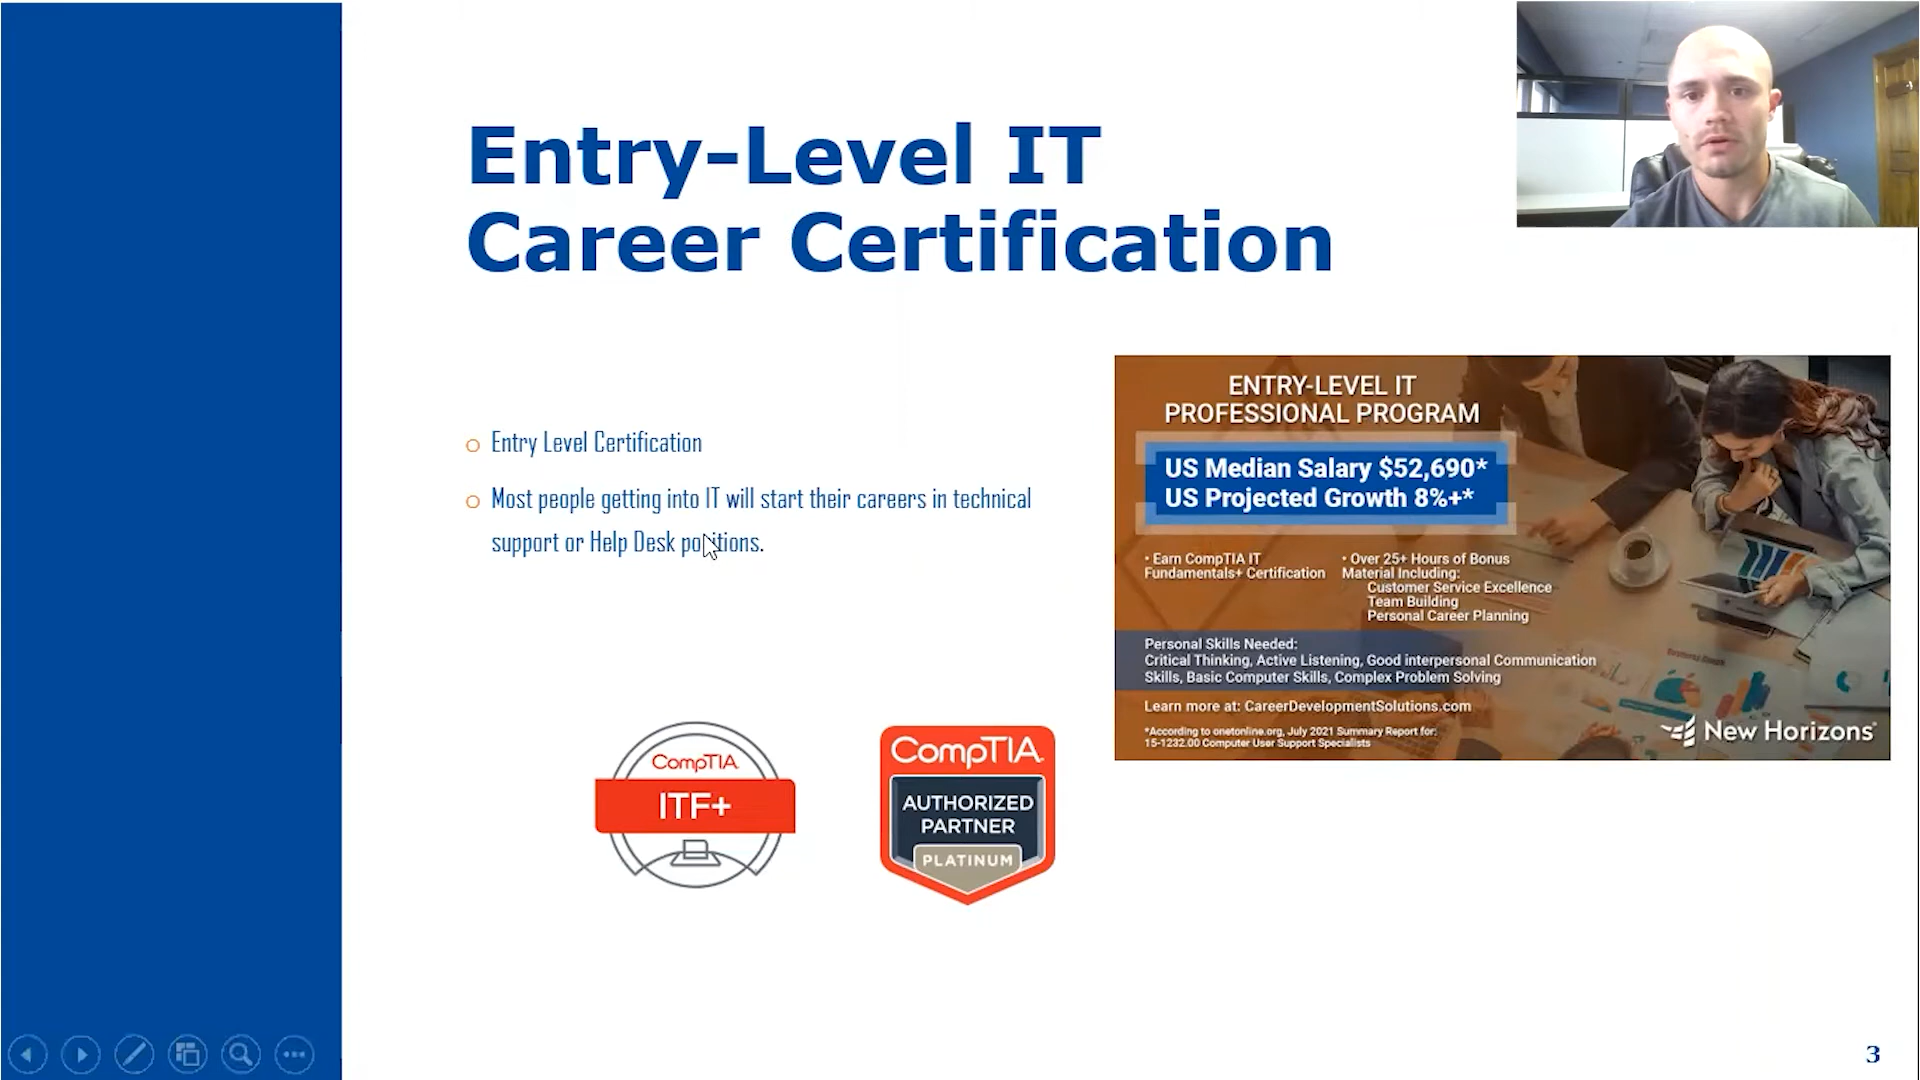 Entry-Level IT
Career Certification
Entry Level Certification
Most people getting into IT will start their careers in technical
support or Help Desk positions.
CompTIA
ITF+
CompTIA
AUTHORIZED
PARTNER
PLATINUM
ENTRY-LEVEL IT
PROFESSIONAL PROGRAM
US Median Salary $52,690*
US Projected Growth 8%+*
• Earn CompTIA IT
Fundamentals+ Certification
• Over 25+ Hours of Bonus
Material Including:
Customer Service Excellence
Team Building
Personal Career Planning
Personal Skills Needed:
Critical Thinking, Active Listening, Good interpersonal Communication
Skills, Basic Computer Skills, Complex Problem Solving
Learn more at: CareerDevelopmentSolutions.com
*According to onetonline.org, July 2021 Summary Report for:
15-1232.00 Computer User Support Specialists
New Horizons
3